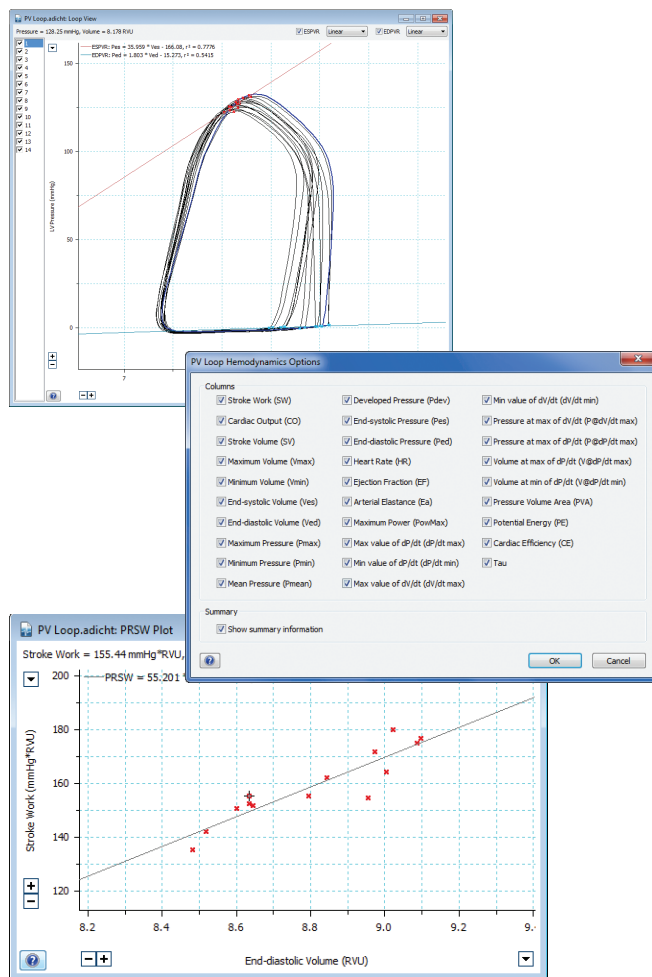 PV Loop.adicht: Loop View
Pressure = 128.25 mmHg, Volume = 8.178 RVU
ESPVR
Linear
EDPVR
Linear
ESPVR: Pes = 35.959 * Ves - 166.08, r² = 0.7776
EDPVR: Ped = 1.803 * Ved - 15.273, r² = 0.5415
1
2
3
4
5
6
7
8
9
10
11
12
13
14
150
100
50
0
LV Pressure (mmHg)
7
PV Loop Hemodynamics Options
Columns
Stroke Work (SW)
Cardiac Output (CO)
Stroke Volume (SV)
Maximum Volume (Vmax)
Minimum Volume (Vmin)
End-systolic Volume (Ves)
End-diastolic Volume (Ved)
Maximum Pressure (Pmax)
Minimum Pressure (Pmin)
Mean Pressure (Pmean)
Developed Pressure (Pdev)
End-systolic Pressure (Pes)
End-diastolic Pressure (Ped)
Heart Rate (HR)
Ejection Fraction (EF)
Arterial Elastance (Ea)
Maximum Power (PowMax)
Max value of dP/dt (dP/dt max)
Min value of dP/dt (dP/dt min)
Max value of dV/dt (dV/dt max)
Min value of dV/dt (dV/dt min)
Pressure at max of dV/dt (P@dV/dt max)
Pressure at max of dP/dt (P@dP/dt max)
Volume at max of dP/dt (V@dP/dt max)
Volume at min of dP/dt (V@dP/dt min)
Pressure Volume Area (PVA)
Potential Energy (PE)
Cardiac Efficiency (CE)
Tau
Summary
Show summary information
OK
Cancel
PV Loop.adicht: PRSW Plot
Stroke Work = 155.44 mmHg*RVU,
PRSW = 55.201 *
200
180
160
140
120
Stroke Work (mmHg*RVU)
8.2
8.4
8.6
8.8
9.0
9.2
9.
End-diastolic Volume (RVU)